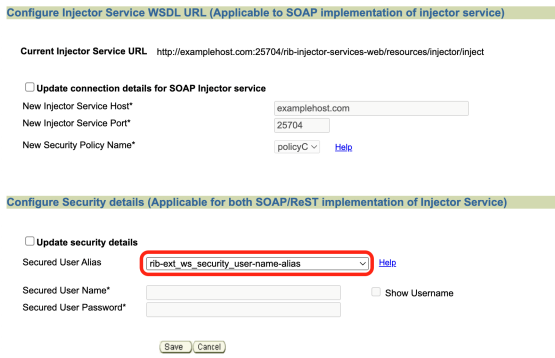 Configure Injector Service WSDL URL (Applicable to SOAP implementation of injector service)
Current Injector Service URL http://examplehost.com:25704/rib-injector-services-web/resources/injector/inject
Update connection details for SOAP Injector service
New Injector Service Host* examplehost.com
New Injector Service Port* 25704
New Security Policy Name* policyC Help
Configure Security details (Applicable for both SOAP/ReST implementation of Injector Service)
Update security details
Secured User Alias rib-ext_ws_security_user-name-alias Help
Secured User Name* Show Username
Secured User Password*
Save Cancel